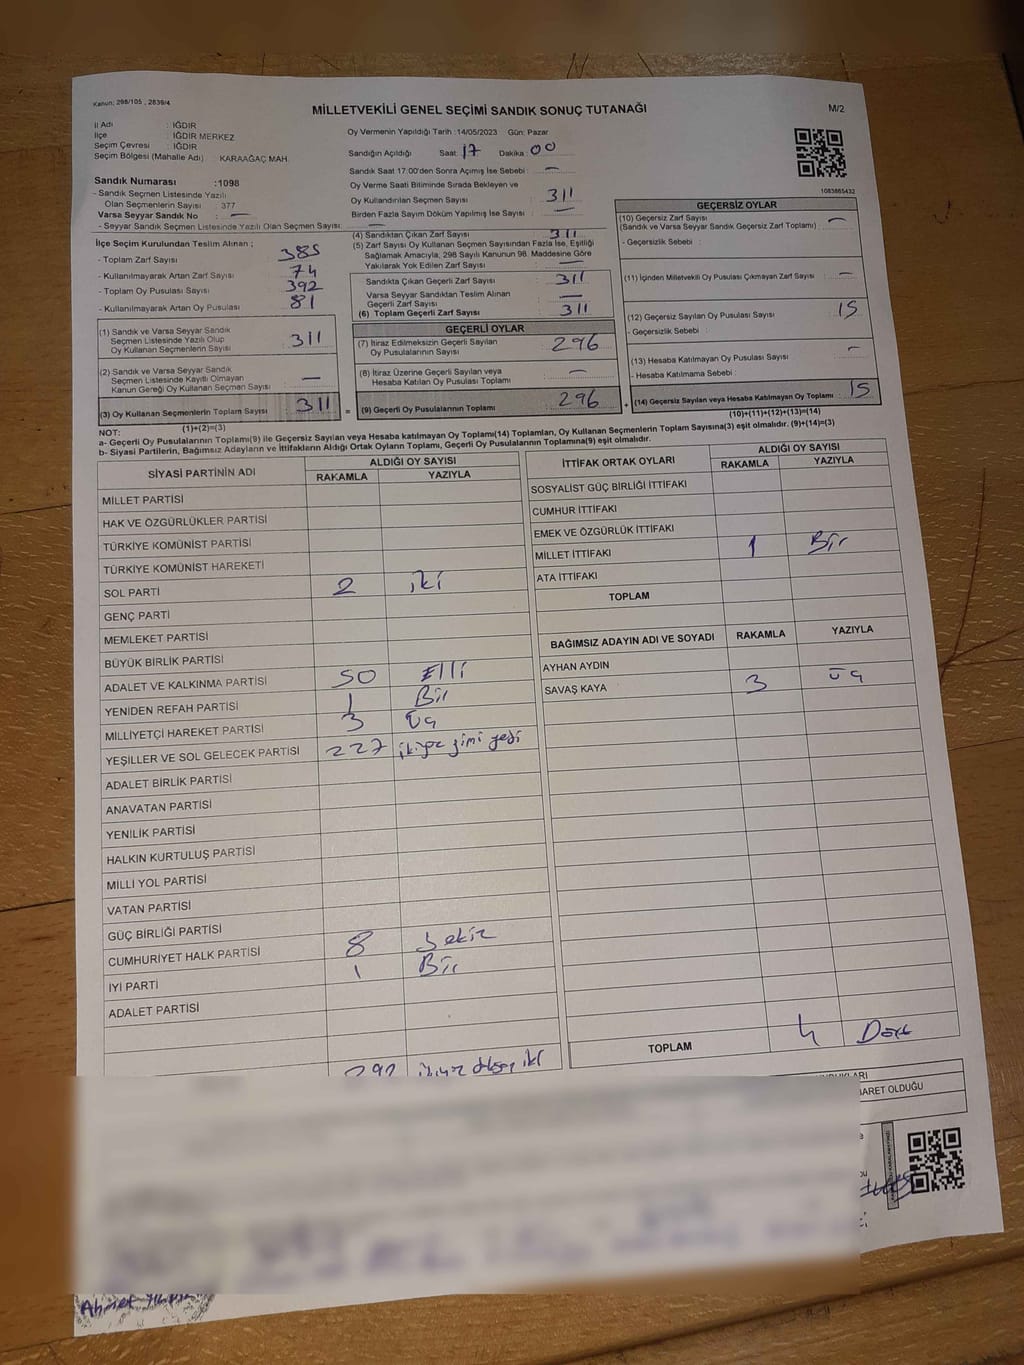 Kanun; 298/105 , 2839/4
MİLLETVEKİLİ GENEL SEÇİMİ SANDIK SONUÇ TUTANAĞI
M/2
İl Adı : IĞDIR
İlçe : IĞDIR MERKEZ
Seçim Çevresi : IĞDIR
Seçim Bölgesi (Mahalle Adı) : KARAAĞAÇ MAH.
Sandık Numarası :1098
- Sandık Seçmen Listesinde Yazılı
Olan Seçmenlerin Sayısı : 377
Varsa Seyyar Sandık No : —
- Seyyar Sandık Seçmen Listesinde Yazılı Olan Seçmen Sayısı: —
Oy Vermenin Yapıldığı Tarih :14/05/2023 Gün: Pazar
Sandığın Açıldığı Saat: 17 Dakika: 00
Sandık Saat 17:00'den Sonra Açımış İse Sebebi : —
Oy Verme Saati Bitiminde Sırada Bekleyen ve
Oy Kullandırılan Seçmen Sayısı : 311
Birden Fazla Sayım Döküm Yapılmış İse Sayısı : —
1083865432
İlçe Seçim Kurulundan Teslim Alınan ;
- Toplam Zarf Sayısı : 385
- Kullanılmayarak Artan Zarf Sayısı : 74
- Toplam Oy Pusulası Sayısı : 392
- Kullanılmayarak Artan Oy Pusulası : 81
(1) Sandık ve Varsa Seyyar Sandık
Seçmen Listesinde Yazılı Olup
Oy Kullanan Seçmenlerin Sayısı : 311
(2) Sandık ve Varsa Seyyar Sandık
Seçmen Listesinde Kayıtlı Olmayan
Kanun Gereği Oy Kullanan Seçmen Sayısı : —
(3) Oy Kullanan Seçmenlerin Toplam Sayısı : 311 =
(1)+(2)=(3)
(4) Sandıktan Çıkan Zarf Sayısı : 311
(5) Zarf Sayısı Oy Kullanan Seçmen Sayısından Fazla İse, Eşitliği
Sağlamak Amacıyla, 298 Sayılı Kanunun 98. Maddesine Göre
Yakılarak Yok Edilen Zarf Sayısı : —
Sandıkta Çıkan Geçerli Zarf Sayısı : 311
Varsa Seyyar Sandıktan Teslim Alınan
Geçerli Zarf Sayısı : —
(6) Toplam Geçerli Zarf Sayısı : 311
GEÇERLİ OYLAR
(7) İtiraz Edilmeksizin Geçerli Sayılan
Oy Pusulalarının Sayısı : 296
(8) İtiraz Üzerine Geçerli Sayılan veya
Hesaba Katılan Oy Pusulası Toplamı : —
(9) Geçerli Oy Pusulalarının Toplamı : 296 +
GEÇERSİZ OYLAR
(10) Geçersiz Zarf Sayısı : —
(Sandık ve Varsa Seyyar Sandık Geçersiz Zarf Toplamı)
- Geçersizlik Sebebi :
(11) İçinden Milletvekili Oy Pusulası Çıkmayan Zarf Sayısı : —
(12) Geçersiz Sayılan Oy Pusulası Sayısı : 15
- Geçersizlik Sebebi :
(13) Hesaba Katılmayan Oy Pusulası Sayısı : —
- Hesaba Katılmama Sebebi :
(14) Geçersiz Sayılan veya Hesaba Katılmayan Oy Toplamı : 15
(10)+(11)+(12)+(13)=(14)
NOT:
a- Geçerli Oy Pusulalarının Toplamı(9) ile Geçersiz Sayılan veya Hesaba katılmayan Oy Toplamı(14) Toplamları, Oy Kullanan Seçmenlerin Toplam Sayısına(3) eşit olmalıdır. (9)+(14)=(3)
b- Siyasi Partilerin, Bağımsız Adayların ve İttifakların Aldığı Ortak Oyların Toplamı, Geçerli Oy Pusulalarının Toplamına(9) eşit olmalıdır.
SİYASİ PARTİNİN ADI ALDIĞI OY SAYISI
RAKAMLA YAZIYLA
MİLLET PARTİSİ
HAK VE ÖZGÜRLÜKLER PARTİSİ
TÜRKİYE KOMÜNİST PARTİSİ
TÜRKİYE KOMÜNİST HAREKETİ
SOL PARTİ 2 iki
GENÇ PARTİ
MEMLEKET PARTİSİ
BÜYÜK BİRLİK PARTİSİ
ADALET VE KALKINMA PARTİSİ 50 Elli
YENİDEN REFAH PARTİSİ 1 Bir
MİLLİYETÇİ HAREKET PARTİSİ 3 Üç
YEŞİLLER VE SOL GELECEK PARTİSİ 227 ikiyüz yimi yedi
ADALET BİRLİK PARTİSİ
ANAVATAN PARTİSİ
YENİLİK PARTİSİ
HALKIN KURTULUŞ PARTİSİ
MİLLİ YOL PARTİSİ
VATAN PARTİSİ
GÜÇ BİRLİĞİ PARTİSİ
CUMHURİYET HALK PARTİSİ 8 Sekiz
İYİ PARTİ 1 Bir
ADALET PARTİSİ
292
İTTİFAK ORTAK OYLARI ALDIĞI OY SAYISI
RAKAMLA YAZIYLA
SOSYALİST GÜÇ BİRLİĞİ İTTİFAKI
CUMHUR İTTİFAKI
EMEK VE ÖZGÜRLÜK İTTİFAKI
MİLLET İTTİFAKI 1 Bir
ATA İTTİFAKI
TOPLAM
BAĞIMSIZ ADAYIN ADI VE SOYADI RAKAMLA YAZIYLA
AYHAN AYDIN
SAVAŞ KAYA 3 Üç
TOPLAM 4 Dört
BARET OLDUĞU
Ahmet